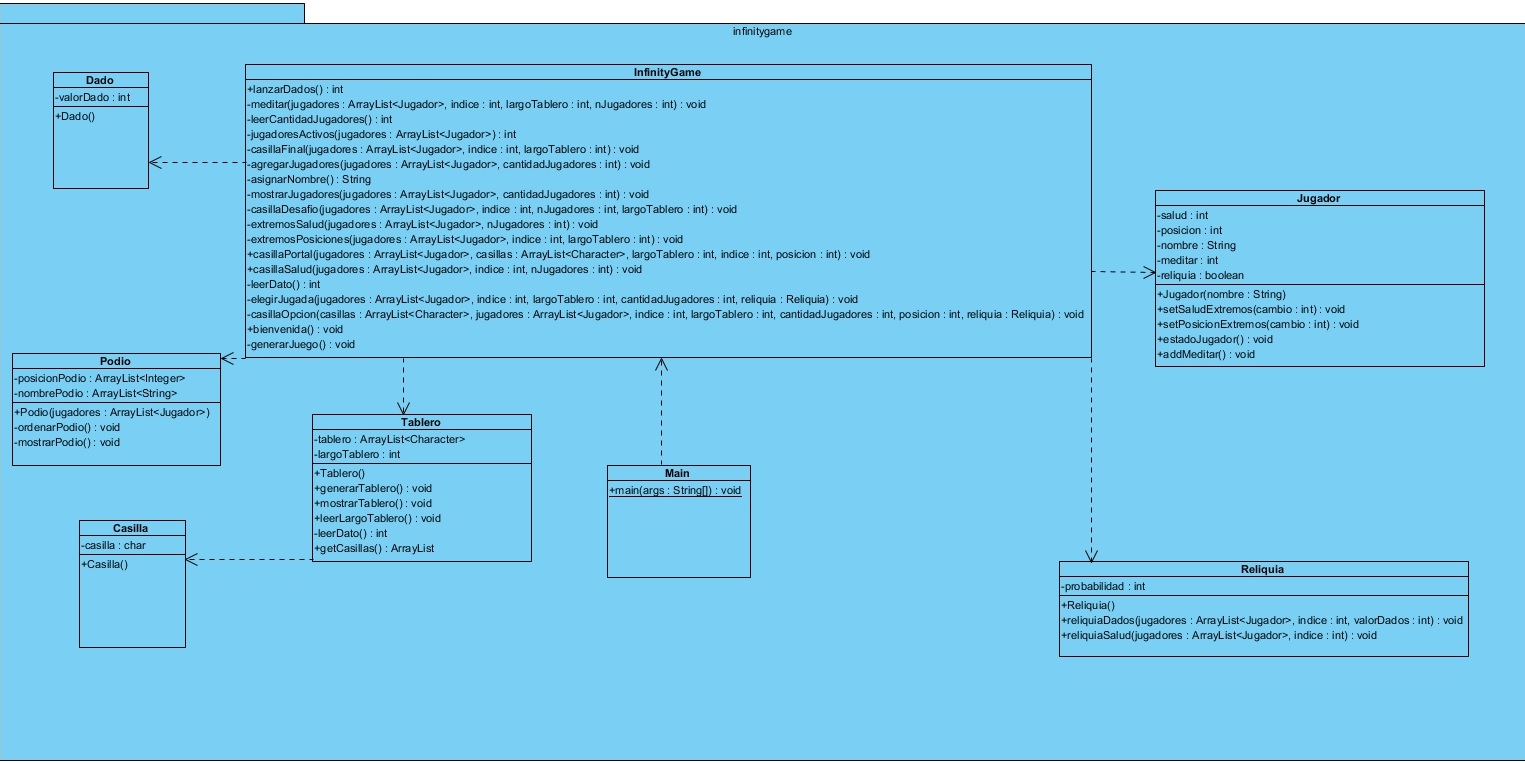 infinitygame
Dado
-valorDado : int
+Dado()
InfinityGame
+lanzarDados() : int
-meditar(jugadores : ArrayList<Jugador>, indice : int, largoTablero : int, nJugadores : int) : void
-leerCantidadJugadores() : int
-jugadoresActivos(jugadores : ArrayList<Jugador>) : int
-casillaFinal(jugadores : ArrayList<Jugador>, indice : int, largoTablero : int) : void
-agregarJugadores(jugadores : ArrayList<Jugador>, cantidadJugadores : int) : void
-asignarNombre() : String
-mostrarJugadores(jugadores : ArrayList<Jugador>, cantidadJugadores : int) : void
-casillaDesafio(jugadores : ArrayList<Jugador>, indice : int, nJugadores : int, largoTablero : int) : void
-extremosSalud(jugadores : ArrayList<Jugador>, nJugadores : int) : void
-extremosPosiciones(jugadores : ArrayList<Jugador>, indice : int, largoTablero : int) : void
+casillaPortal(jugadores : ArrayList<Jugador>, casillas : ArrayList<Character>, largoTablero : int, indice : int, posicion : int) : void
+casillaSalud(jugadores : ArrayList<Jugador>, indice : int, nJugadores : int) : void
-leerDato() : int
-elegirJugada(jugadores : ArrayList<Jugador>, indice : int, largoTablero : int, cantidadJugadores : int, reliquia : Reliquia) : void
-casillaOpcion(casillas : ArrayList<Character>, jugadores : ArrayList<Jugador>, indice : int, largoTablero : int, cantidadJugadores : int, posicion : int, reliquia : Reliquia) : void
+bienvenida() : void
-generarJuego() : void
Jugador
-salud : int
-posicion : int
-nombre : String
-meditar : int
-reliquia : boolean
+Jugador(nombre : String)
+setSaludExtremos(cambio : int) : void
+setPosicionExtremos(cambio : int) : void
+estadoJugador() : void
+addMeditar() : void
Podio
-posicionPodio : ArrayList<Integer>
-nombrePodio : ArrayList<String>
+Podio(jugadores : ArrayList<Jugador>)
-ordenarPodio() : void
-mostrarPodio() : void
Tablero
-tablero : ArrayList<Character>
-largoTablero : int
+Tablero()
+generarTablero() : void
+mostrarTablero() : void
+leerLargoTablero() : void
-leerDato() : int
+getCasillas() : ArrayList
Main
+main(args : String[]) : void
Casilla
-casilla : char
+Casilla()
Reliquia
-probabilidad : int
+Reliquia()
+reliquiaDados(jugadores : ArrayList<Jugador>, indice : int, valorDados : int) : void
+reliquiaSalud(jugadores : ArrayList<Jugador>, indice : int) : void